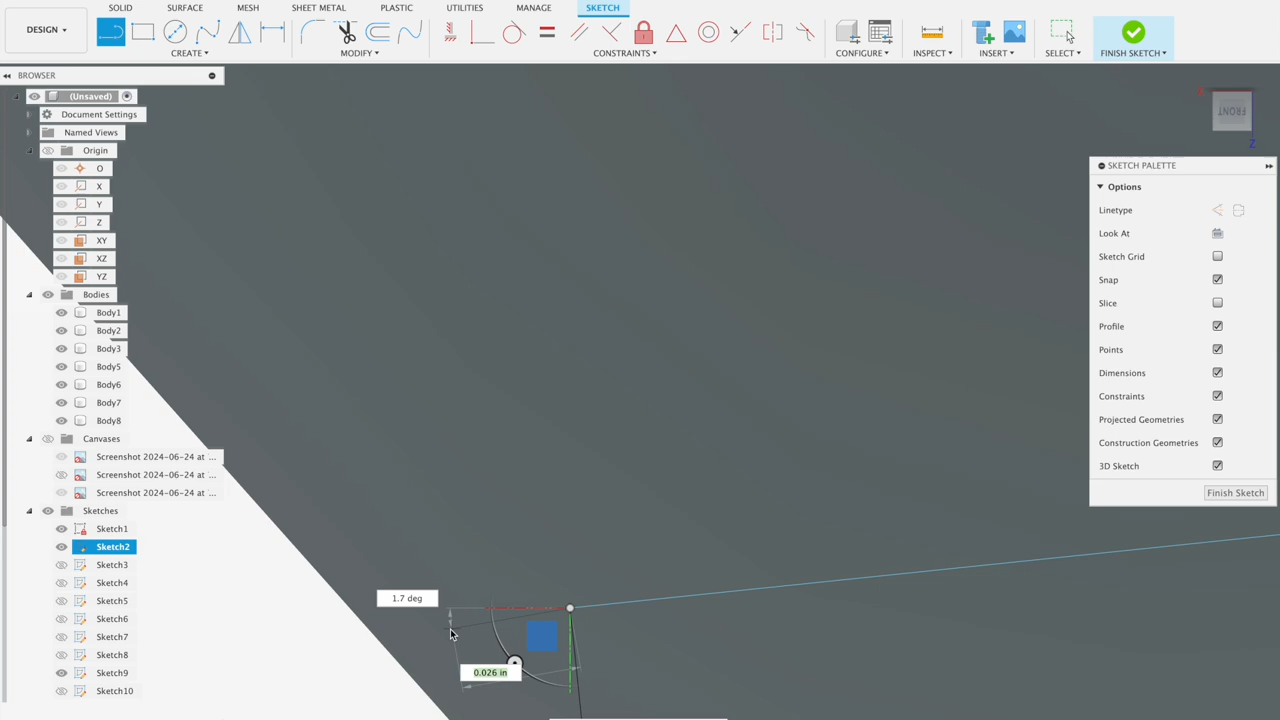 SOLID SURFACE MESH SHEET METAL PLASTIC UTILITIES MANAGE SKETCH
DESIGN
CREATE MODIFY CONSTRAINTS CONFIGURE INSPECT INSERT SELECT FINISH SKETCH
BROWSER
(Unsaved)
Document Settings
Named Views
Origin
O
X
Y
Z
XY
XZ
YZ
Bodies
Body1
Body2
Body3
Body5
Body6
Body7
Body8
Canvases
Screenshot 2024-06-24 at ...
Screenshot 2024-06-24 at ...
Screenshot 2024-06-24 at ...
Sketches
Sketch1
Sketch2
Sketch3
Sketch4
Sketch5
Sketch6
Sketch7
Sketch8
Sketch9
Sketch10
1.7 deg
0.026 in
X
FRONT
Z
SKETCH PALETTE
Options
Linetype
Look At
Sketch Grid
Snap
Slice
Profile
Points
Dimensions
Constraints
Projected Geometries
Construction Geometries
3D Sketch
Finish Sketch